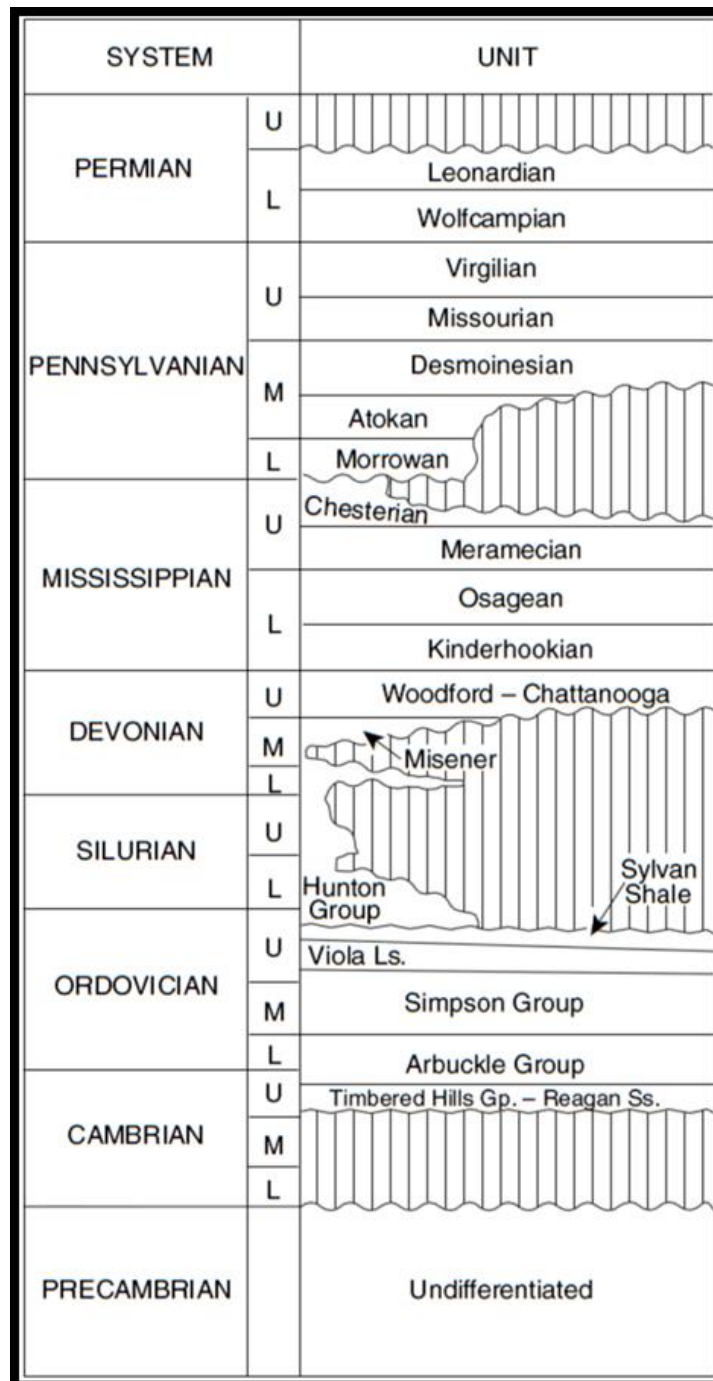 SYSTEM UNIT
U
PERMIAN
Leonardian
L
Wolfcampian
Virgilian
U
Missourian
PENNSYLVANIAN
Desmoinesian
M
Atokan
L
Morrowan
Chesterian
U
Meramecian
MISSISSIPPIAN
Osagean
L
Kinderhookian
U
Woodford – Chattanooga
DEVONIAN
M
Misener
L
U
SILURIAN
Sylvan
Shale
L
Hunton
Group
U
Viola Ls.
ORDOVICIAN
M
Simpson Group
L
Arbuckle Group
U
Timbered Hills Gp. – Reagan Ss.
CAMBRIAN
M
L
PRECAMBRIAN
Undifferentiated